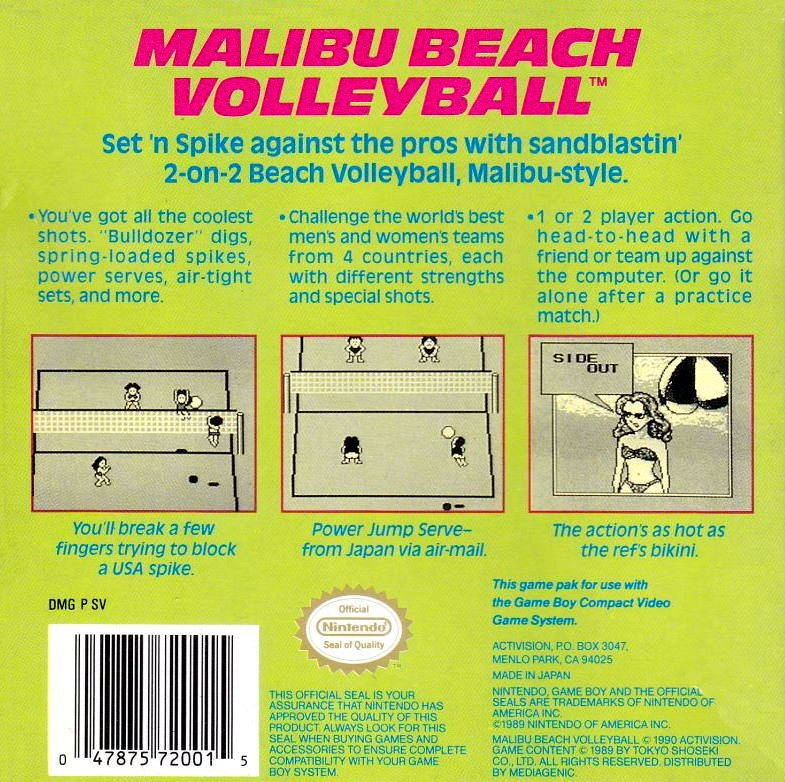 MALIBU BEACH
VOLLEYBALL™
Set 'n Spike against the pros with sandblastin'
2-on-2 Beach Volleyball, Malibu-style.
• You've got all the coolest
shots. "Bulldozer" digs,
spring-loaded spikes,
power serves, air-tight
sets, and more.
• Challenge the world's best
men's and women's teams
from 4 countries, each
with different strengths
and special shots.
• 1 or 2 player action. Go
head-to-head with a
friend or team up against
the computer. (Or go it
alone after a practice
match.)
SIDE
OUT
You'll break a few
fingers trying to block
a USA spike.
Power Jump Serve–
from Japan via air-mail.
The action's as hot as
the ref's bikini.
DMG P SV
0 47875 72001 5
Official
Nintendo
Seal of Quality
TM
THIS OFFICIAL SEAL IS YOUR
ASSURANCE THAT NINTENDO HAS
APPROVED THE QUALITY OF THIS
PRODUCT. ALWAYS LOOK FOR THIS
SEAL WHEN BUYING GAMES AND
ACCESSORIES TO ENSURE COMPLETE
COMPATIBILITY WITH YOUR GAME
BOY SYSTEM.
This game pak for use with
the Game Boy Compact Video
Game System.
ACTIVISION, P.O. BOX 3047,
MENLO PARK, CA 94025
MADE IN JAPAN
NINTENDO, GAME BOY AND THE OFFICIAL
SEALS ARE TRADEMARKS OF NINTENDO OF
AMERICA INC.
©1989 NINTENDO OF AMERICA INC.
MALIBU BEACH VOLLEYBALL © 1990 ACTIVISION.
GAME CONTENT © 1989 BY TOKYO SHOSEKI
CO., LTD. ALL RIGHTS RESERVED. DISTRIBUTED
BY MEDIAGENIC.